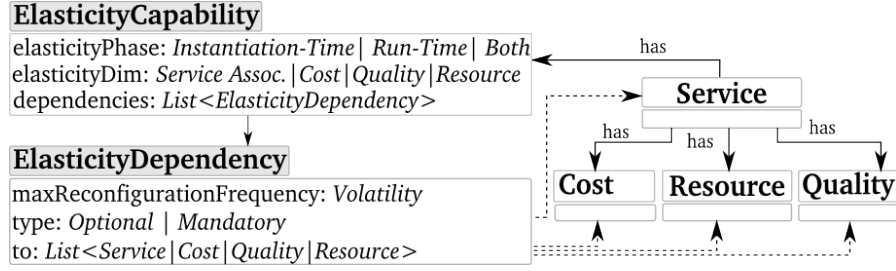 ElasticityCapability
elasticityPhase: Instantiation-Time| Run-Time| Both
elasticityDim: Service Assoc.|Cost|Quality|Resource
dependencies: List<ElasticityDependency>
has
Service
has
has
has
ElasticityDependency
maxReconfigurationFrequency: Volatility
type: Optional | Mandatory
to: List<Service|Cost|Quality|Resource>
Cost
Resource
Quality